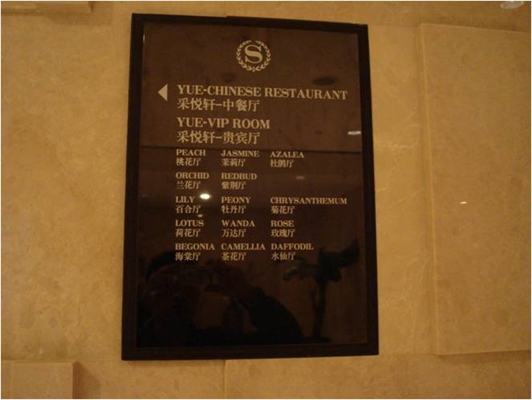 S
YUE-CHINESE RESTAURANT
采悦轩-中餐厅
YUE-VIP ROOM
采悦轩-贵宾厅
PEACH JASMINE AZALEA
桃花厅 茉莉厅 杜鹃厅
ORCHID REDBUD
兰花厅 紫荆厅
LILY PEONY CHRYSANTHEMUM
百合厅 牡丹厅 菊花厅
LOTUS WANDA ROSE
荷花厅 万达厅 玫瑰厅
BEGONIA CAMELLIA DAFFODIL
海棠厅 茶花厅 水仙厅